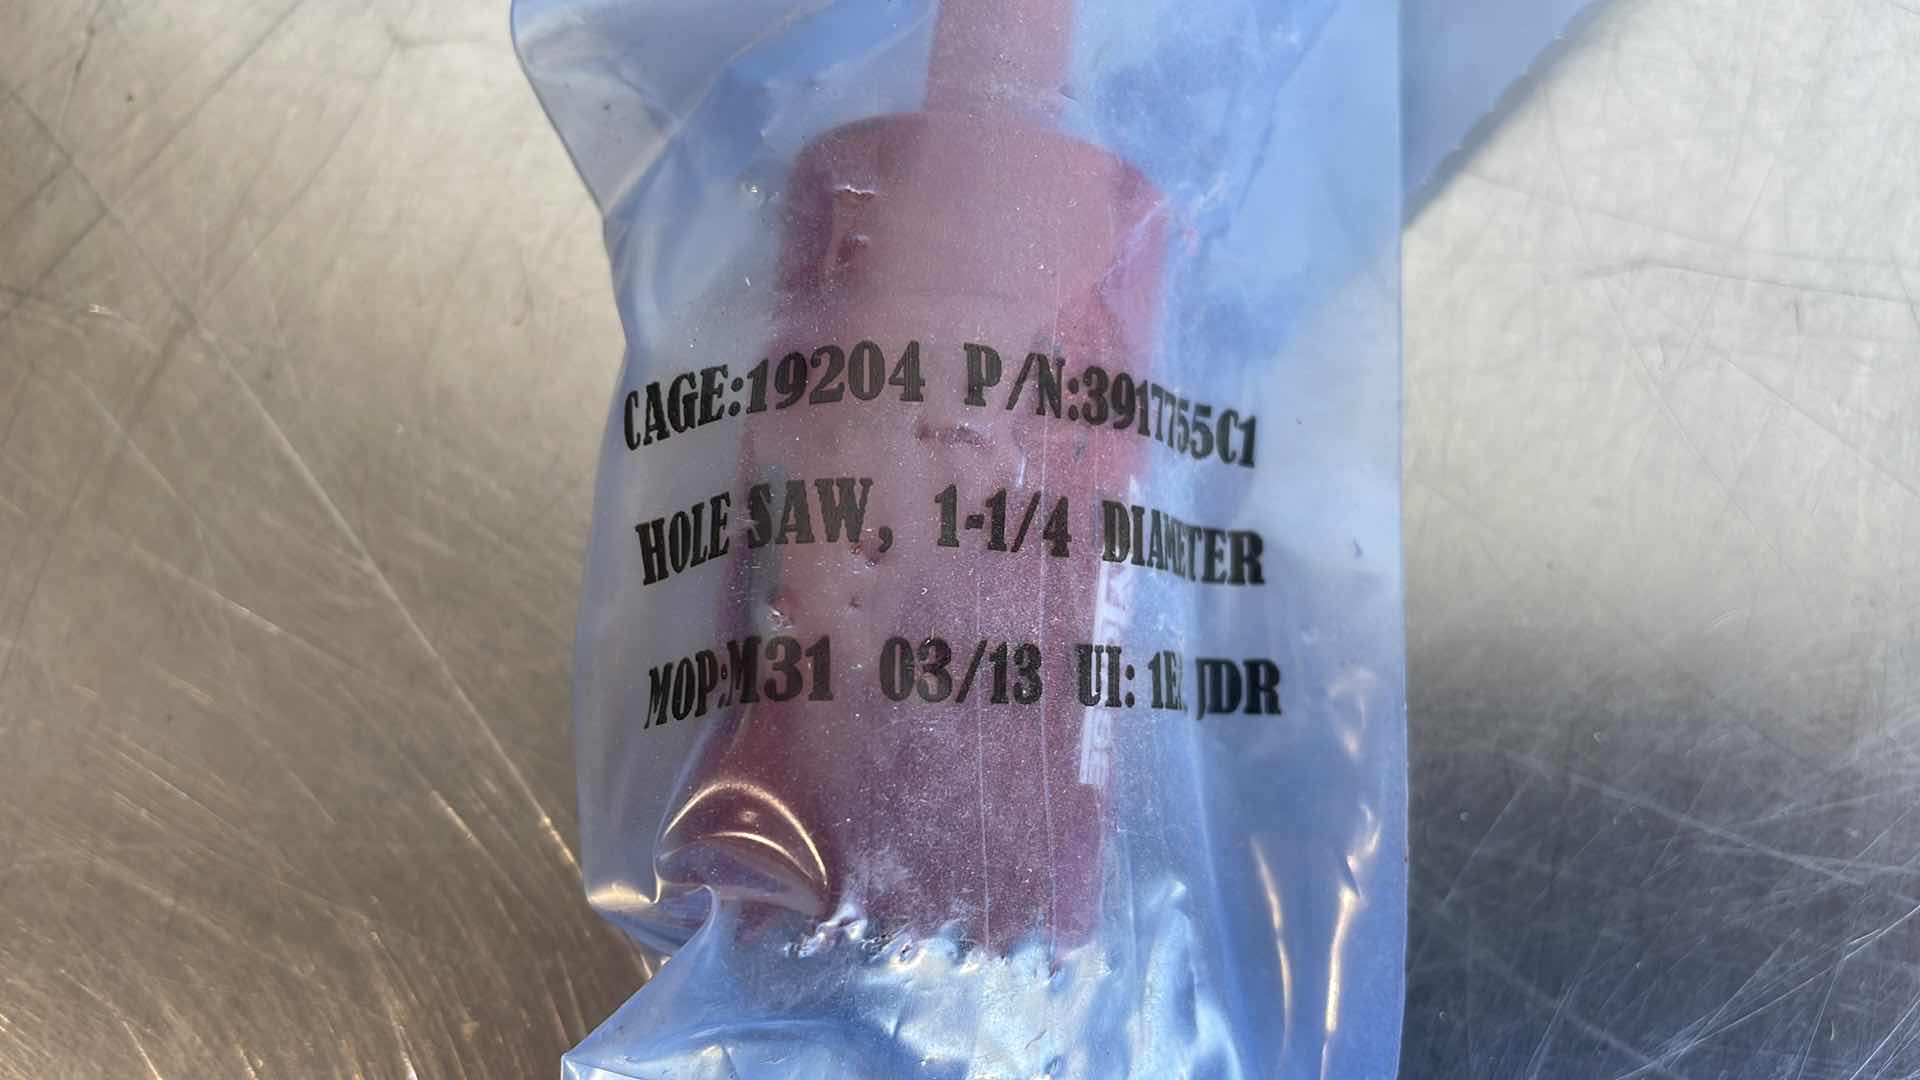 CAGE:19204 P/N:3917755C1
HOLE SAW, 1-1/4 DIAMETER
MOP:M31 03/13 UI: 1EA JDR